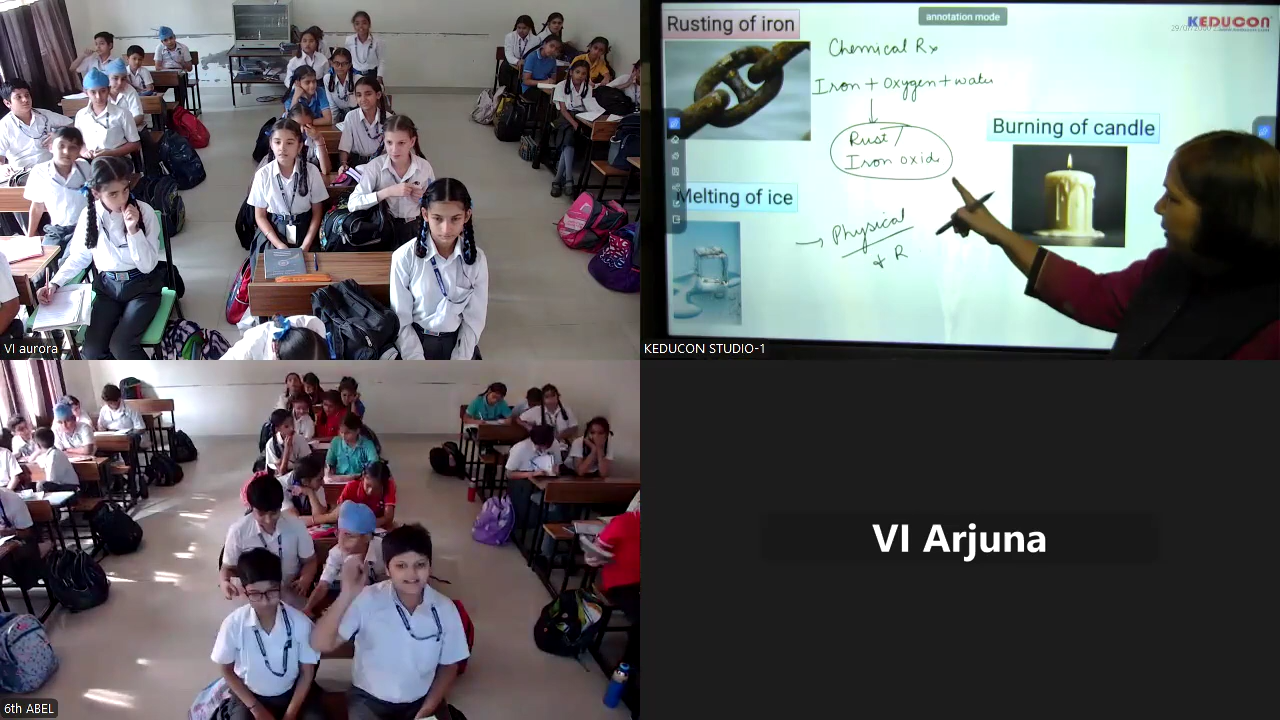 Rusting of iron
annotation mode
KEDUCON
Chemical Rx
Iron + Oxygen + water
↓
Rust /
Iron oxide
Burning of candle
Melting of ice
→ Physical
+ R
VI aurora
KEDUCON STUDIO-1
VI Arjuna
6th ABEL